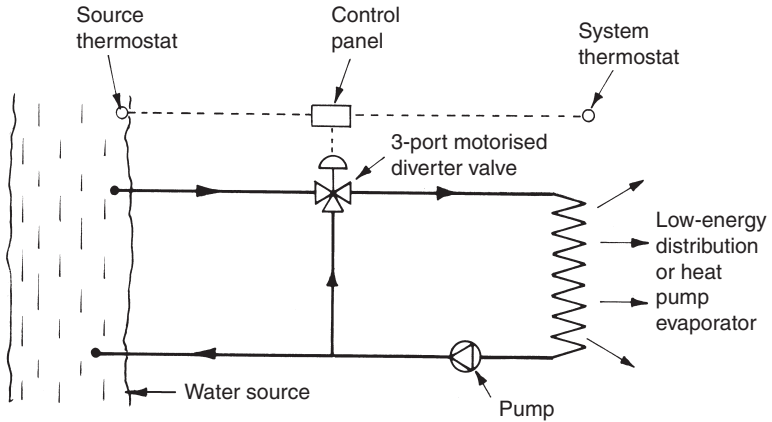 Source
thermostat
Control
panel
System
thermostat
3-port motorised
diverter valve
Low-energy
distribution
or heat
pump
evaporator
Water source
Pump